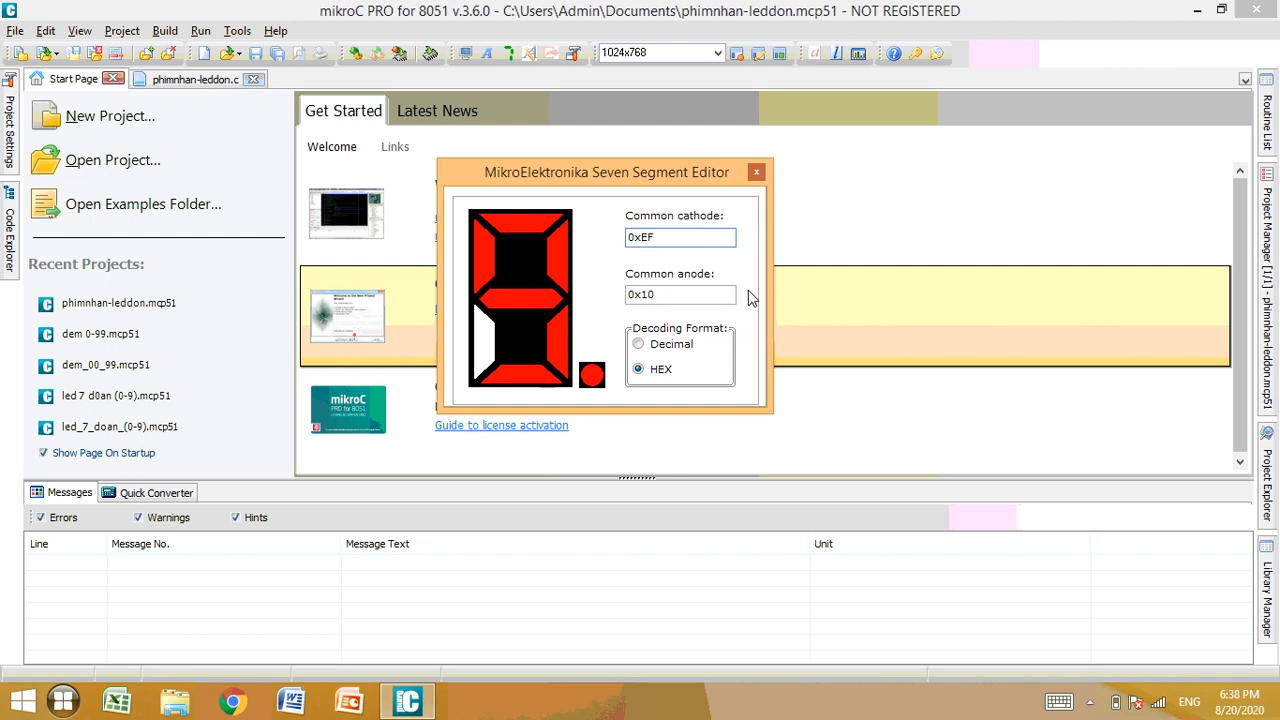 mikroC PRO for 8051 v.3.6.0 - C:\Users\Admin\Documents\phimnhan-leddon.mcp51 - NOT REGISTERED
File Edit View Project Build Run Tools Help
1024x768
Start Page phimnhan-leddon.c
New Project...
Open Project...
Open Examples Folder...
Recent Projects:
phimnhan-leddon.mcp51
dem 0-99.mcp51
dem_00_99.mcp51
led 7 d0an (0-9).mcp51
led_7_doan_(0-9).mcp51
Show Page On Startup
Get Started Latest News
Welcome Links
mikroC
PRO for 8051
Guide to license activation
MikroElektronika Seven Segment Editor
Common cathode:
0xEF
Common anode:
0x10
Decoding Format:
Decimal
HEX
Project Settings
Code Explorer
Routine List
Project Manager [1/1] - phimnhan-leddon.mcp51
Project Explorer
Library Manager
Messages Quick Converter
Errors Warnings Hints
Line Message No. Message Text Unit
ENG
6:38 PM
8/20/2020